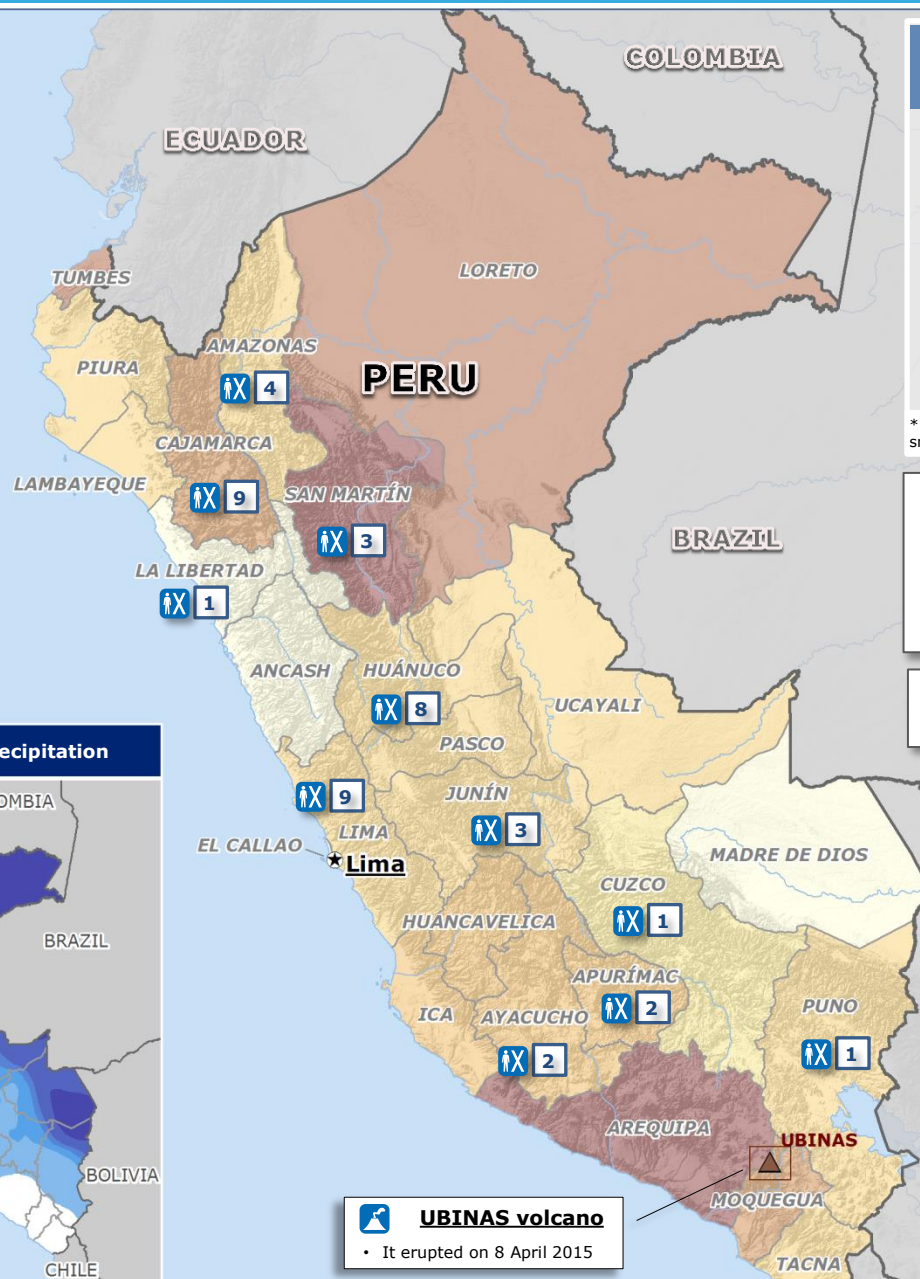 COLOMBIA
ECUADOR
TUMBES
LORETO
AMAZONAS
PIURA
PERU
4
*
CAJAMARCA
LAMBAYEQUE
9
SAN MARTÍN
3
BRAZIL
LA LIBERTAD
1
ANCASH
HUÁNUCO
8
UCAYALI
PASCO
JUNÍN
9
3
LIMA
EL CALLAO
Lima
MADRE DE DIOS
CUZCO
1
HUANCAVELICA
APURÍMAC
2
PUNO
ICA
AYACUCHO
2
1
AREQUIPA
UBINAS
MOQUEGUA
TACNA
UBINAS volcano
• It erupted on 8 April 2015
ecipitation
OMBIA
BRAZIL
BOLIVIA
CHILE